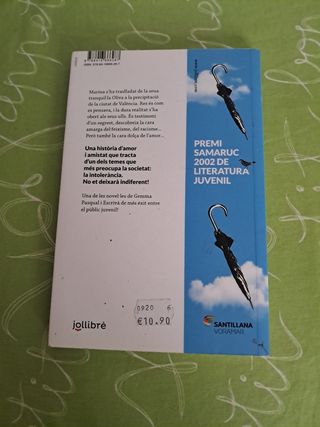 Marina s'ha traslladat de la seua
tranquil·la Oliva a la precipitació
de la ciutat de València. Res és com
es pensava, i la dura realitat s'ha
obert als seus ulls. És testimoni
d'un segrest, descobreix la cara
amarga del feixisme, del racisme...
Però també la cara dolça de l'amor...
Una història d'amor
i amistat que tracta
d'un dels temes que
més preocupa la societat:
la intolerància.
No et deixarà indiferent!
Una de les novel·les de Gemma
Pasqual i Escrivà de més èxit entre
el públic juvenil!
PREMI
SAMARUC
2002 DE
LITERATURA
JUVENIL
0920 6
€10.90
jollibre
SANTILLANA
VORAMAR